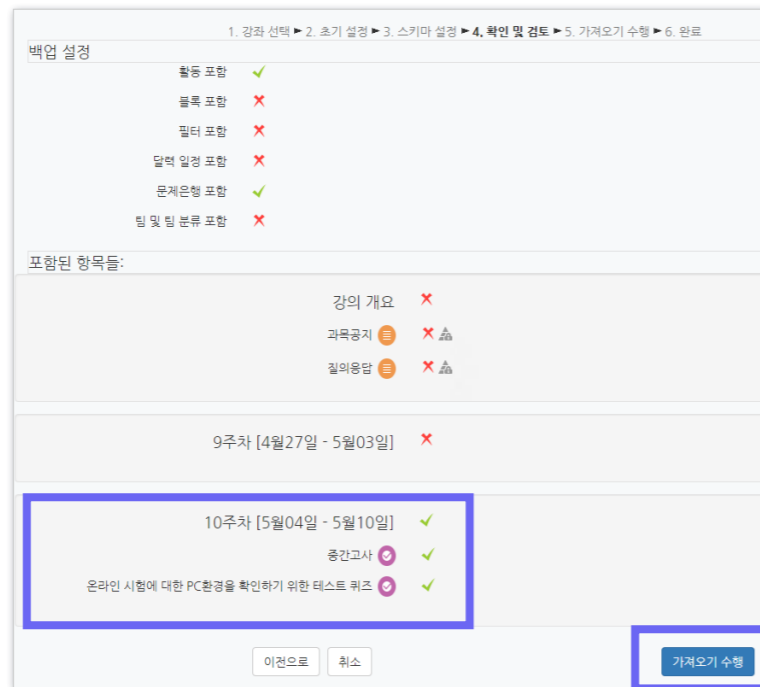 1. 강좌 선택 ► 2. 초기 설정 ► 3. 스키마 설정 ► 4. 확인 및 검토 ► 5. 가져오기 수행 ► 6. 완료
백업 설정
활동 포함
블록 포함
필터 포함
달력 일정 포함
문제은행 포함
팀 및 팀 분류 포함
포함된 항목들:
강의 개요
과목공지
질의응답
9주차 [4월27일 - 5월03일]
10주차 [5월04일 - 5월10일]
중간고사
온라인 시험에 대한 PC환경을 확인하기 위한 테스트 퀴즈
이전으로 취소 가져오기 수행